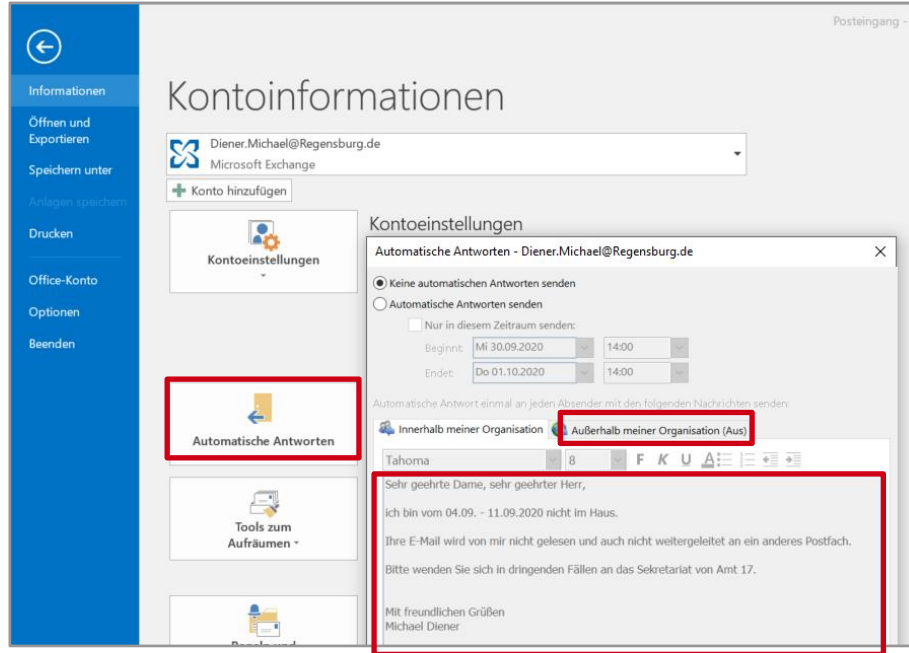 Posteingang -
Informationen
Öffnen und
Exportieren
Speichern unter
Anlagen speichern
Drucken
Office-Konto
Optionen
Beenden
Kontoinformationen
Diener.Michael@Regensburg.de
Microsoft Exchange
Konto hinzufügen
Kontoeinstellungen
Kontoeinstellungen
Automatische Antworten
Tools zum
Aufräumen
Regeln und
Automatische Antworten - Diener.Michael@Regensburg.de
Keine automatischen Antworten senden
Automatische Antworten senden
Nur in diesem Zeitraum senden:
Beginnt: Mi 30.09.2020 14:00
Endet: Do 01.10.2020 14:00
Automatische Antwort einmal an jeden Absender mit den folgenden Nachrichten senden:
Innerhalb meiner Organisation Außerhalb meiner Organisation (Aus)
Tahoma 8 F K U A
Sehr geehrte Dame, sehr geehrter Herr,
ich bin vom 04.09. - 11.09.2020 nicht im Haus.
Ihre E-Mail wird von mir nicht gelesen und auch nicht weitergeleitet an ein anderes Postfach.
Bitte wenden Sie sich in dringenden Fällen an das Sekretariat von Amt 17.
Mit freundlichen Grüßen
Michael Diener